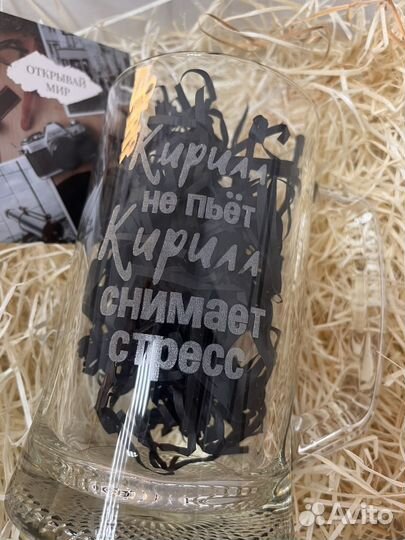 ОТКРЫВАЙ
МИР
Кирилл
не пьёт
Кирилл
снимает
стресс
Avito